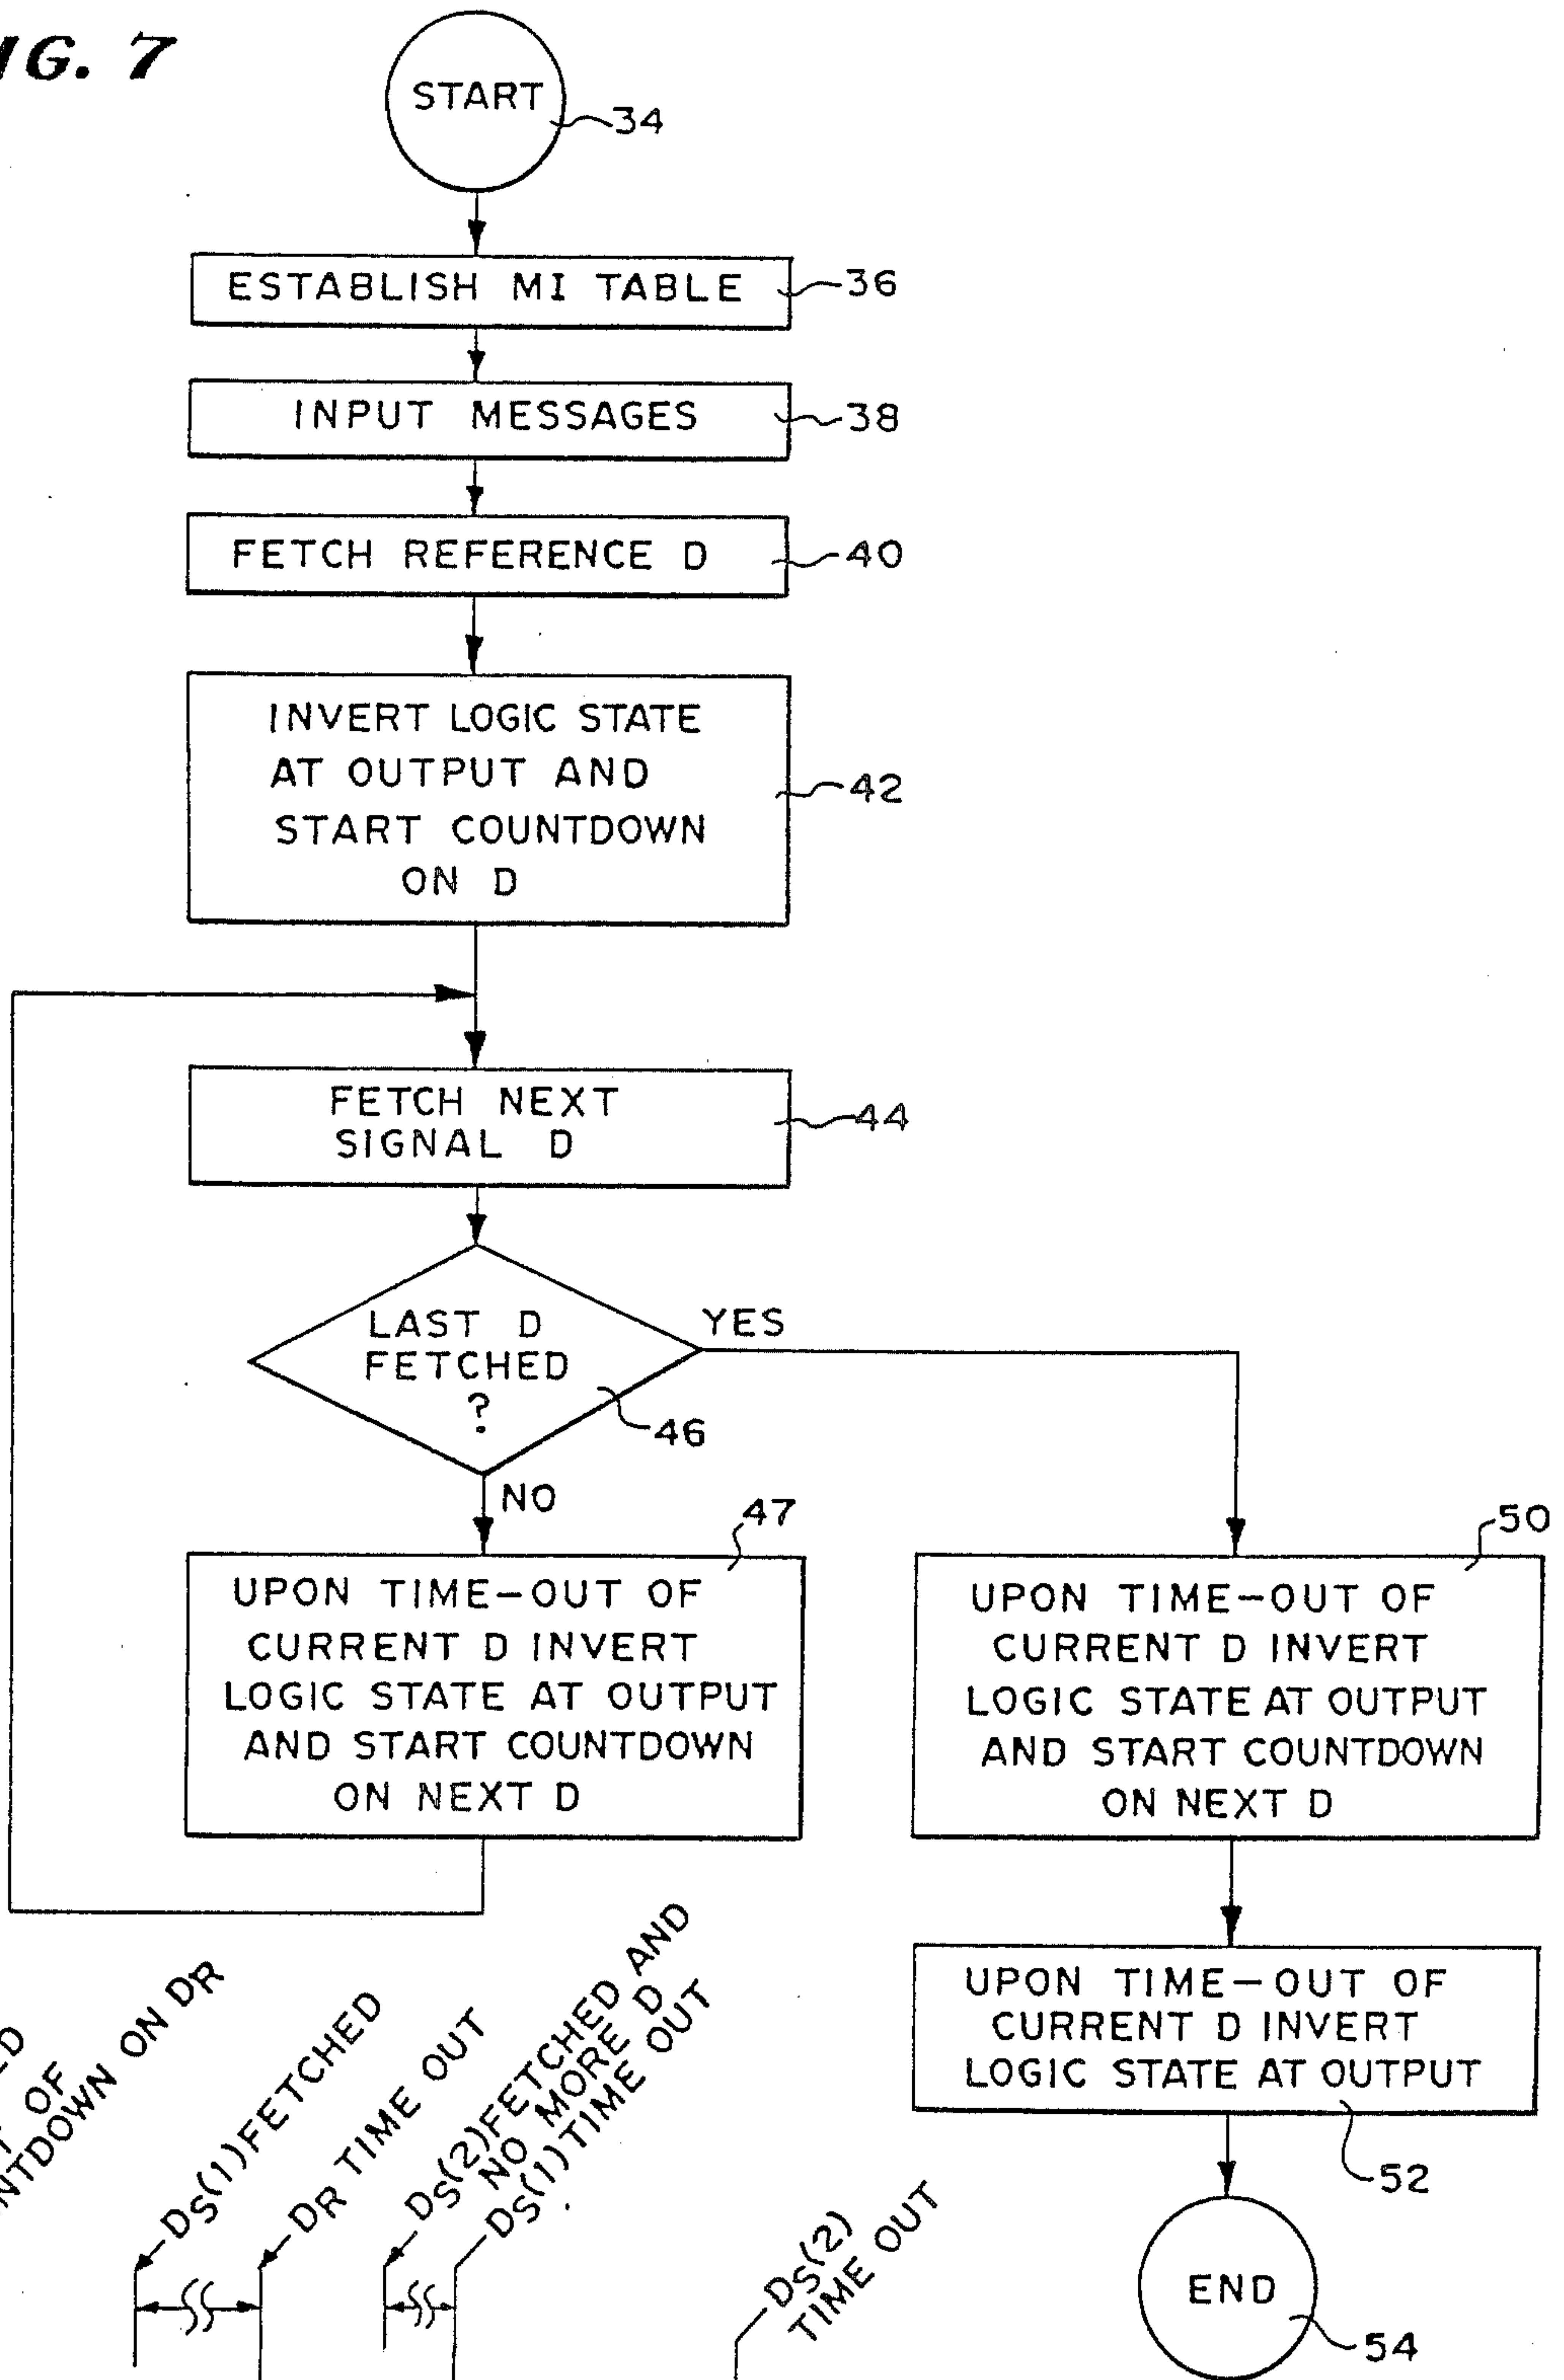 IG. 7
START
34
ESTABLISH MI TABLE
36
INPUT MESSAGES
38
FETCH REFERENCE D
40
INVERT LOGIC STATE
AT OUTPUT AND
START COUNTDOWN
ON D
42
FETCH NEXT
SIGNAL D
44
LAST D
FETCHED
?
46
YES
NO
47
UPON TIME-OUT OF
CURRENT D INVERT
LOGIC STATE AT OUTPUT
AND START COUNTDOWN
ON NEXT D
50
UPON TIME-OUT OF
CURRENT D INVERT
LOGIC STATE AT OUTPUT
AND START COUNTDOWN
ON NEXT D
UPON TIME-OUT OF
CURRENT D INVERT
LOGIC STATE AT OUTPUT
52
END
54
OF
ON DR
DS(1) FETCHED
DR TIME OUT
DS(2) FETCHED AND
NO MORE D
DS(1) TIME OUT
DS(2)
TIME OUT